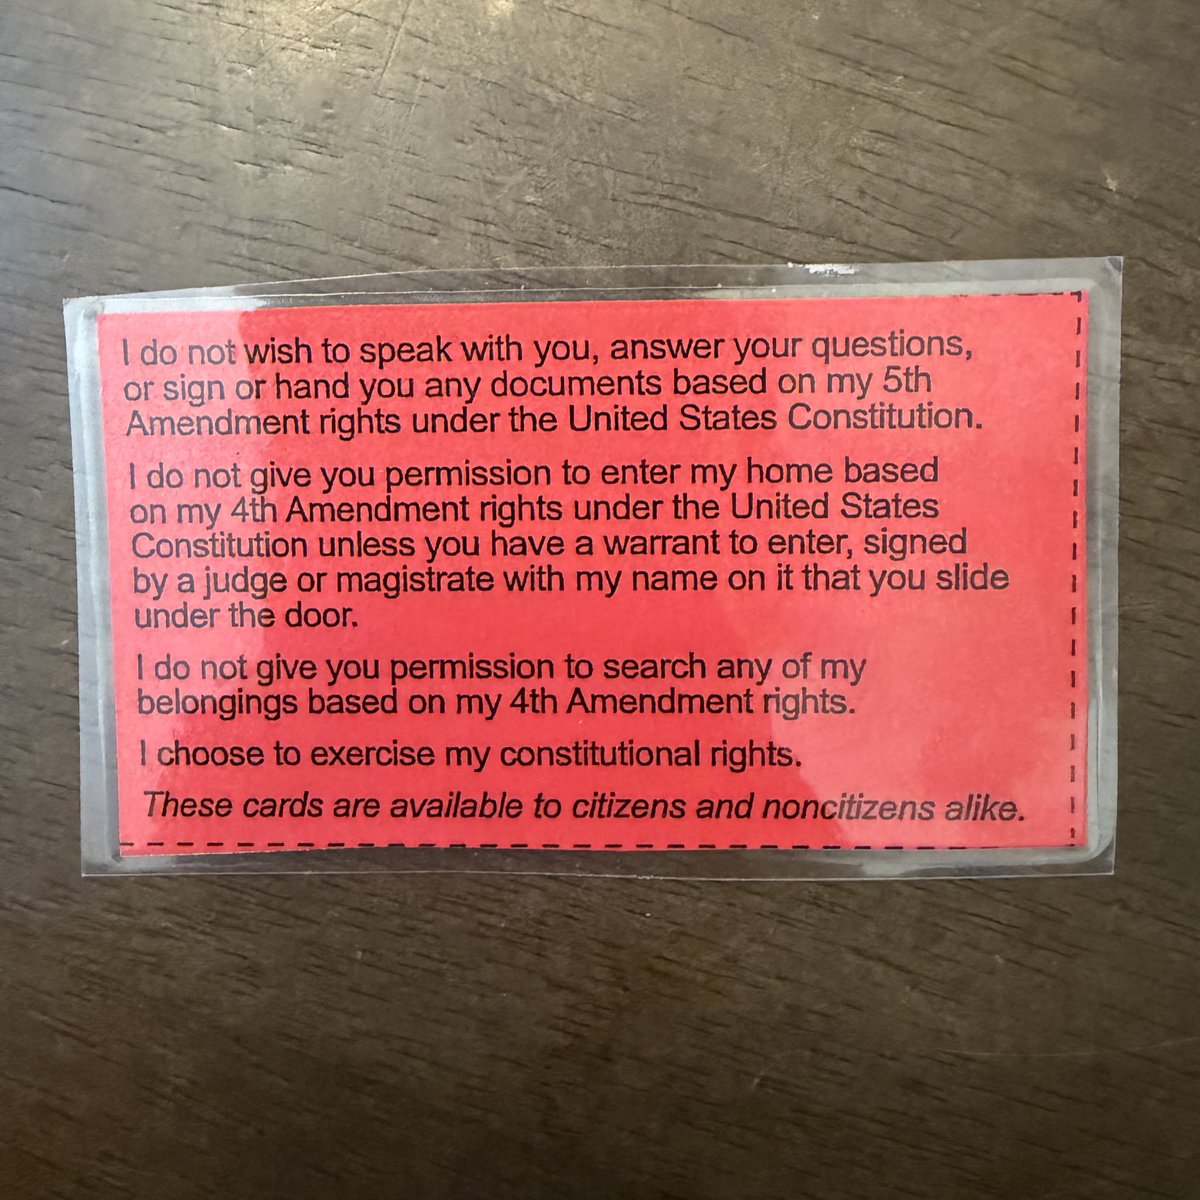 I do not wish to speak with you, answer your questions,
or sign or hand you any documents based on my 5th
Amendment rights under the United States Constitution.
I do not give you permission to enter my home based
on my 4th Amendment rights under the United States
Constitution unless you have a warrant to enter, signed
by a judge or magistrate with my name on it that you slide
under the door.
I do not give you permission to search any of my
belongings based on my 4th Amendment rights.
I choose to exercise my constitutional rights.
These cards are available to citizens and noncitizens alike.